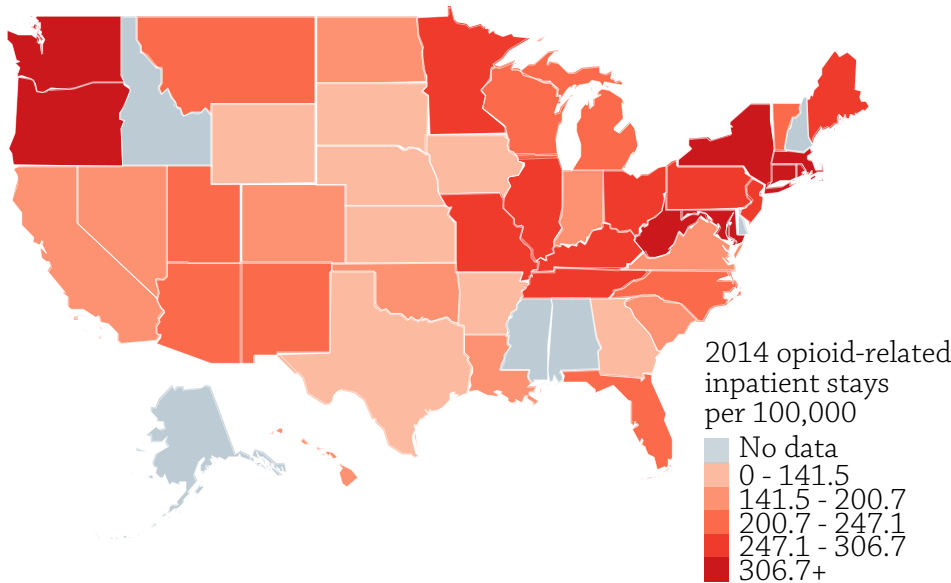 2014 opioid-related
inpatient stays
per 100,000
No data
0 - 141.5
141.5 - 200.7
200.7 - 247.1
247.1 - 306.7
306.7+